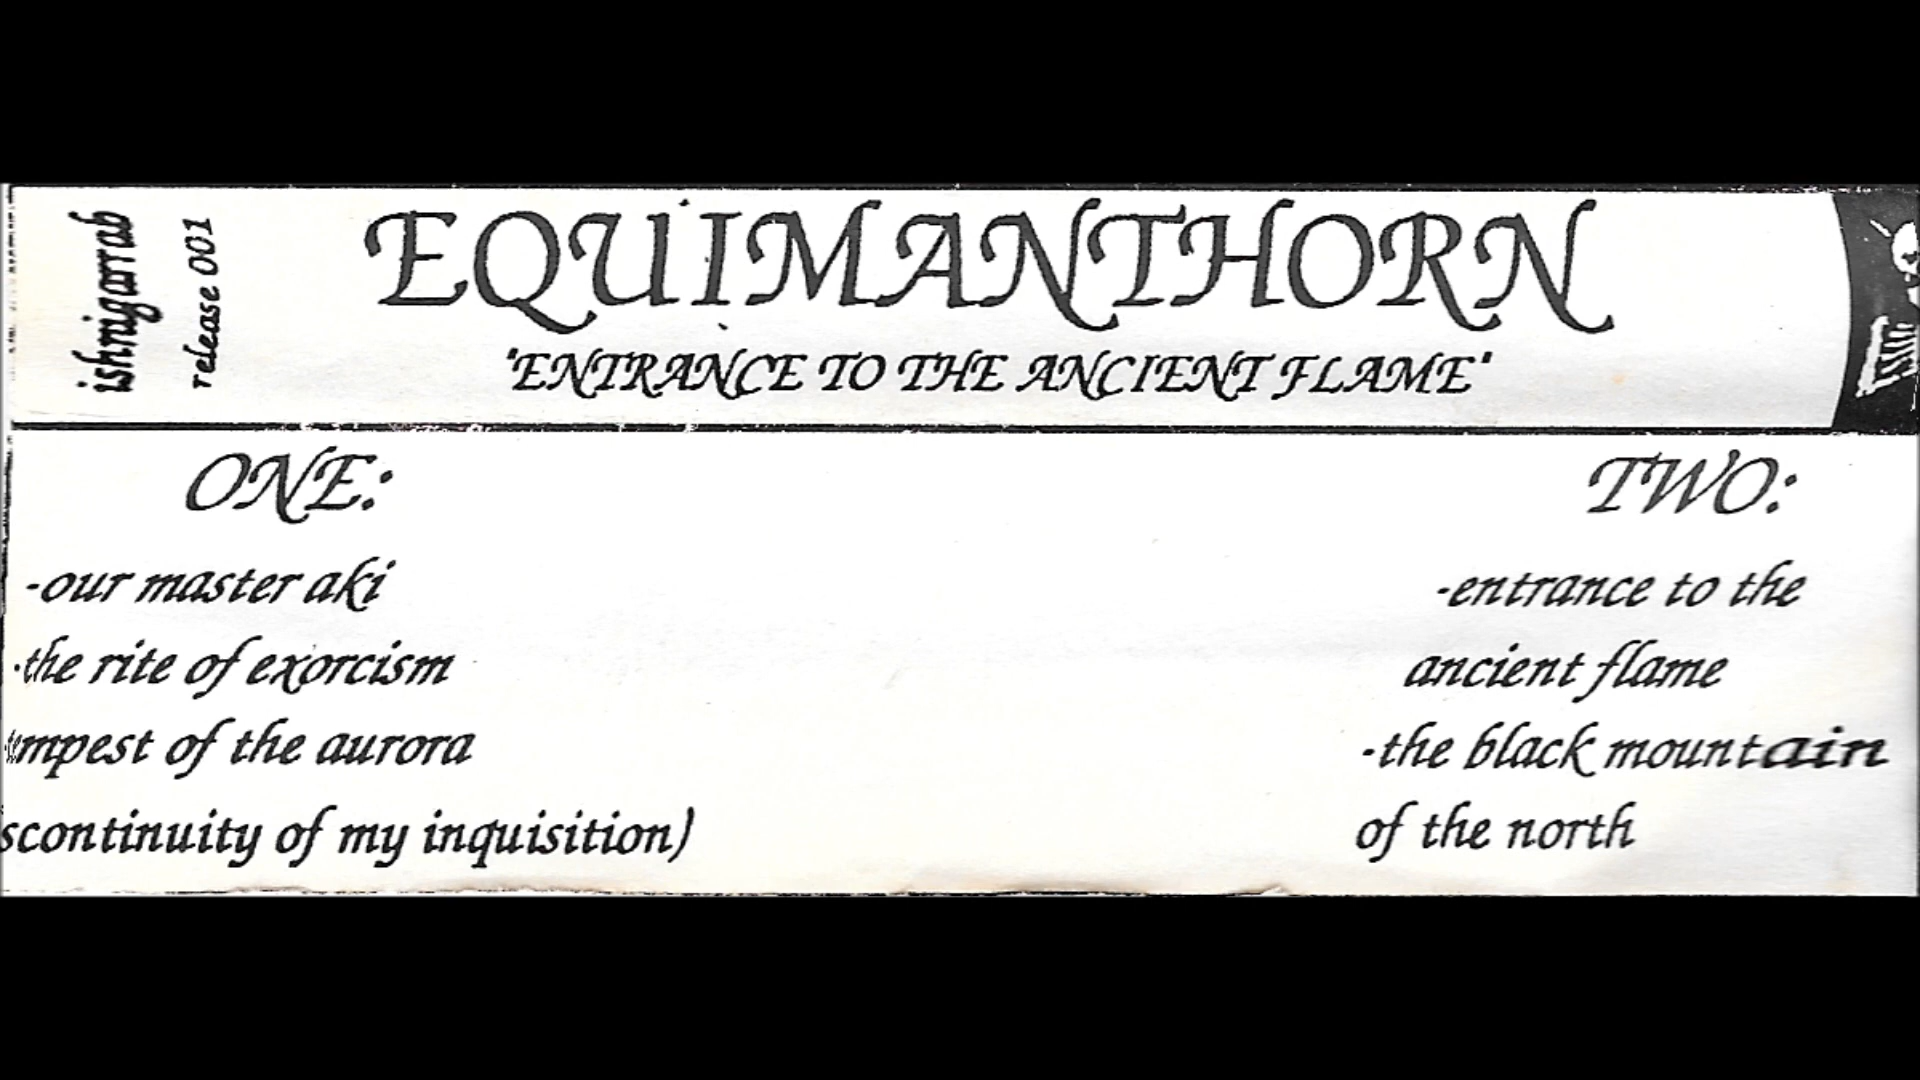 ishnigarrab
release 001
EQUIMANTHORN
"ENTRANCE TO THE ANCIENT FLAME"
ONE:
-our master aki
-the rite of exorcism
tempest of the aurora
scontinuity of my inquisition)
TWO:
-entrance to the
ancient flame
-the black mountain
of the north